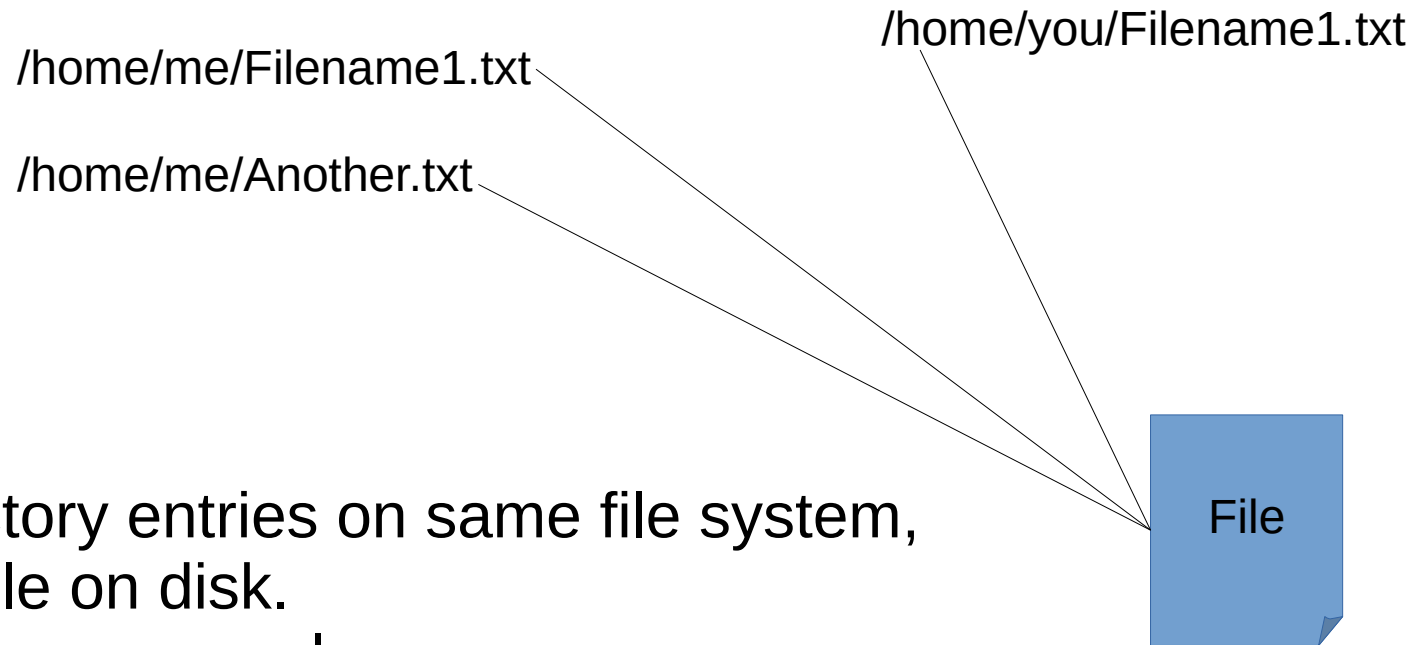 /home/you/Filename1.txt
/home/me/Filename1.txt
/home/me/Another.txt
File
tory entries on same file system,
le on disk.